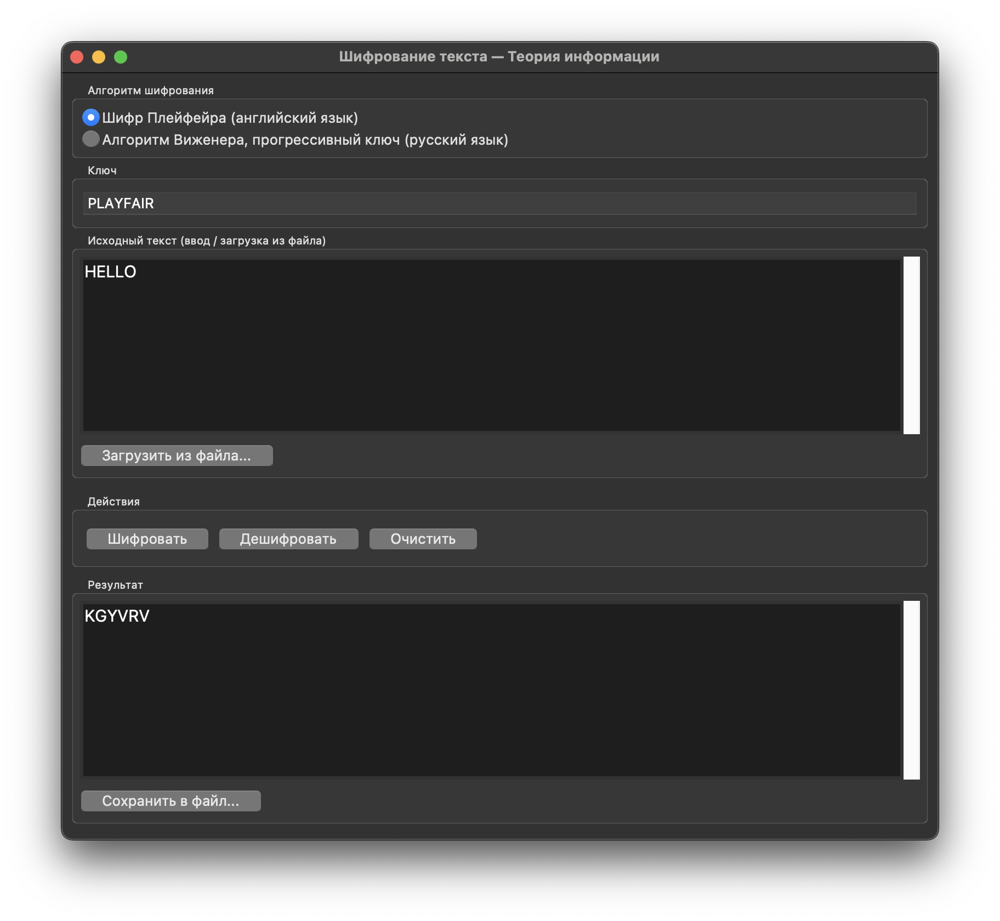 Шифрование текста — Теория информации
Алгоритм шифрования
Шифр Плейфейра (английский язык)
Алгоритм Виженера, прогрессивный ключ (русский язык)
Ключ
PLAYFAIR
Исходный текст (ввод / загрузка из файла)
HELLO
Загрузить из файла...
Действия
Шифровать Дешифровать Очистить
Результат
KGYVRV
Сохранить в файл...